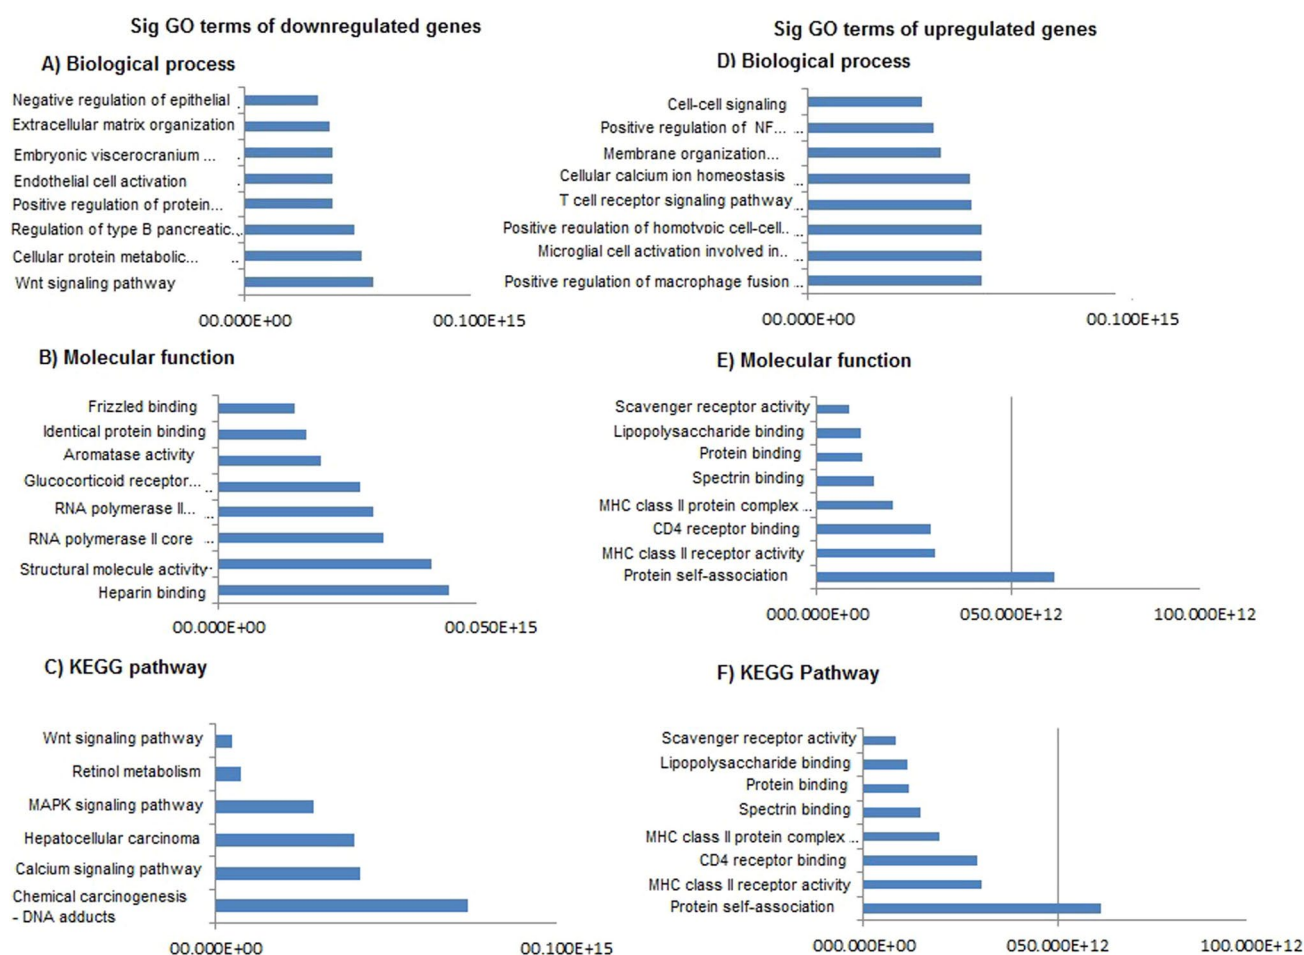 Sig GO terms of downregulated genes
A) Biological process
Negative regulation of epithelial .
Extracellular matrix organization
Embryonic viscerocranium ... .
Endothelial cell activation .
Positive regulation of protein...
Regulation of type B pancreatic...
Cellular protein metabolic... ..
Wnt signaling pathway
00.000E+00 00.100E+15
B) Molecular function
Frizzled binding
Identical protein binding
Aromatase activity
Glucocorticoid receptor... ..
RNA polymerase II... ...
RNA polymerase II core ...
Structural molecule activity.
Heparin binding
00.000E+00 00.050E+15
C) KEGG pathway
Wnt signaling pathway
Retinol metabolism
MAPK signaling pathway
Hepatocellular carcinoma
Calcium signaling pathway
Chemical carcinogenesis
- DNA adducts
00.000E+00 00.100E+15
Sig GO terms of upregulated genes
D) Biological process
Cell-cell signaling
Positive regulation of NF... ...
Membrane organization...
Cellular calcium ion homeostasis ...
T cell receptor signaling pathway ...
Positive regulation of homotypic cell-cell.. ..
Microglial cell activation involved in.. ..
Positive regulation of macrophage fusion ...
00.000E+00 00.100E+15
E) Molecular function
Scavenger receptor activity
Lipopolysaccharide binding
Protein binding
Spectrin binding
MHC class II protein complex ...
CD4 receptor binding
MHC class II receptor activity
Protein self-association
000.000E+00 050.000E+12 100.000E+12
F) KEGG Pathway
Scavenger receptor activity
Lipopolysaccharide binding
Protein binding
Spectrin binding
MHC class II protein complex ...
CD4 receptor binding
MHC class II receptor activity
Protein self-association
000.000E+00 050.000E+12 100.000E+12